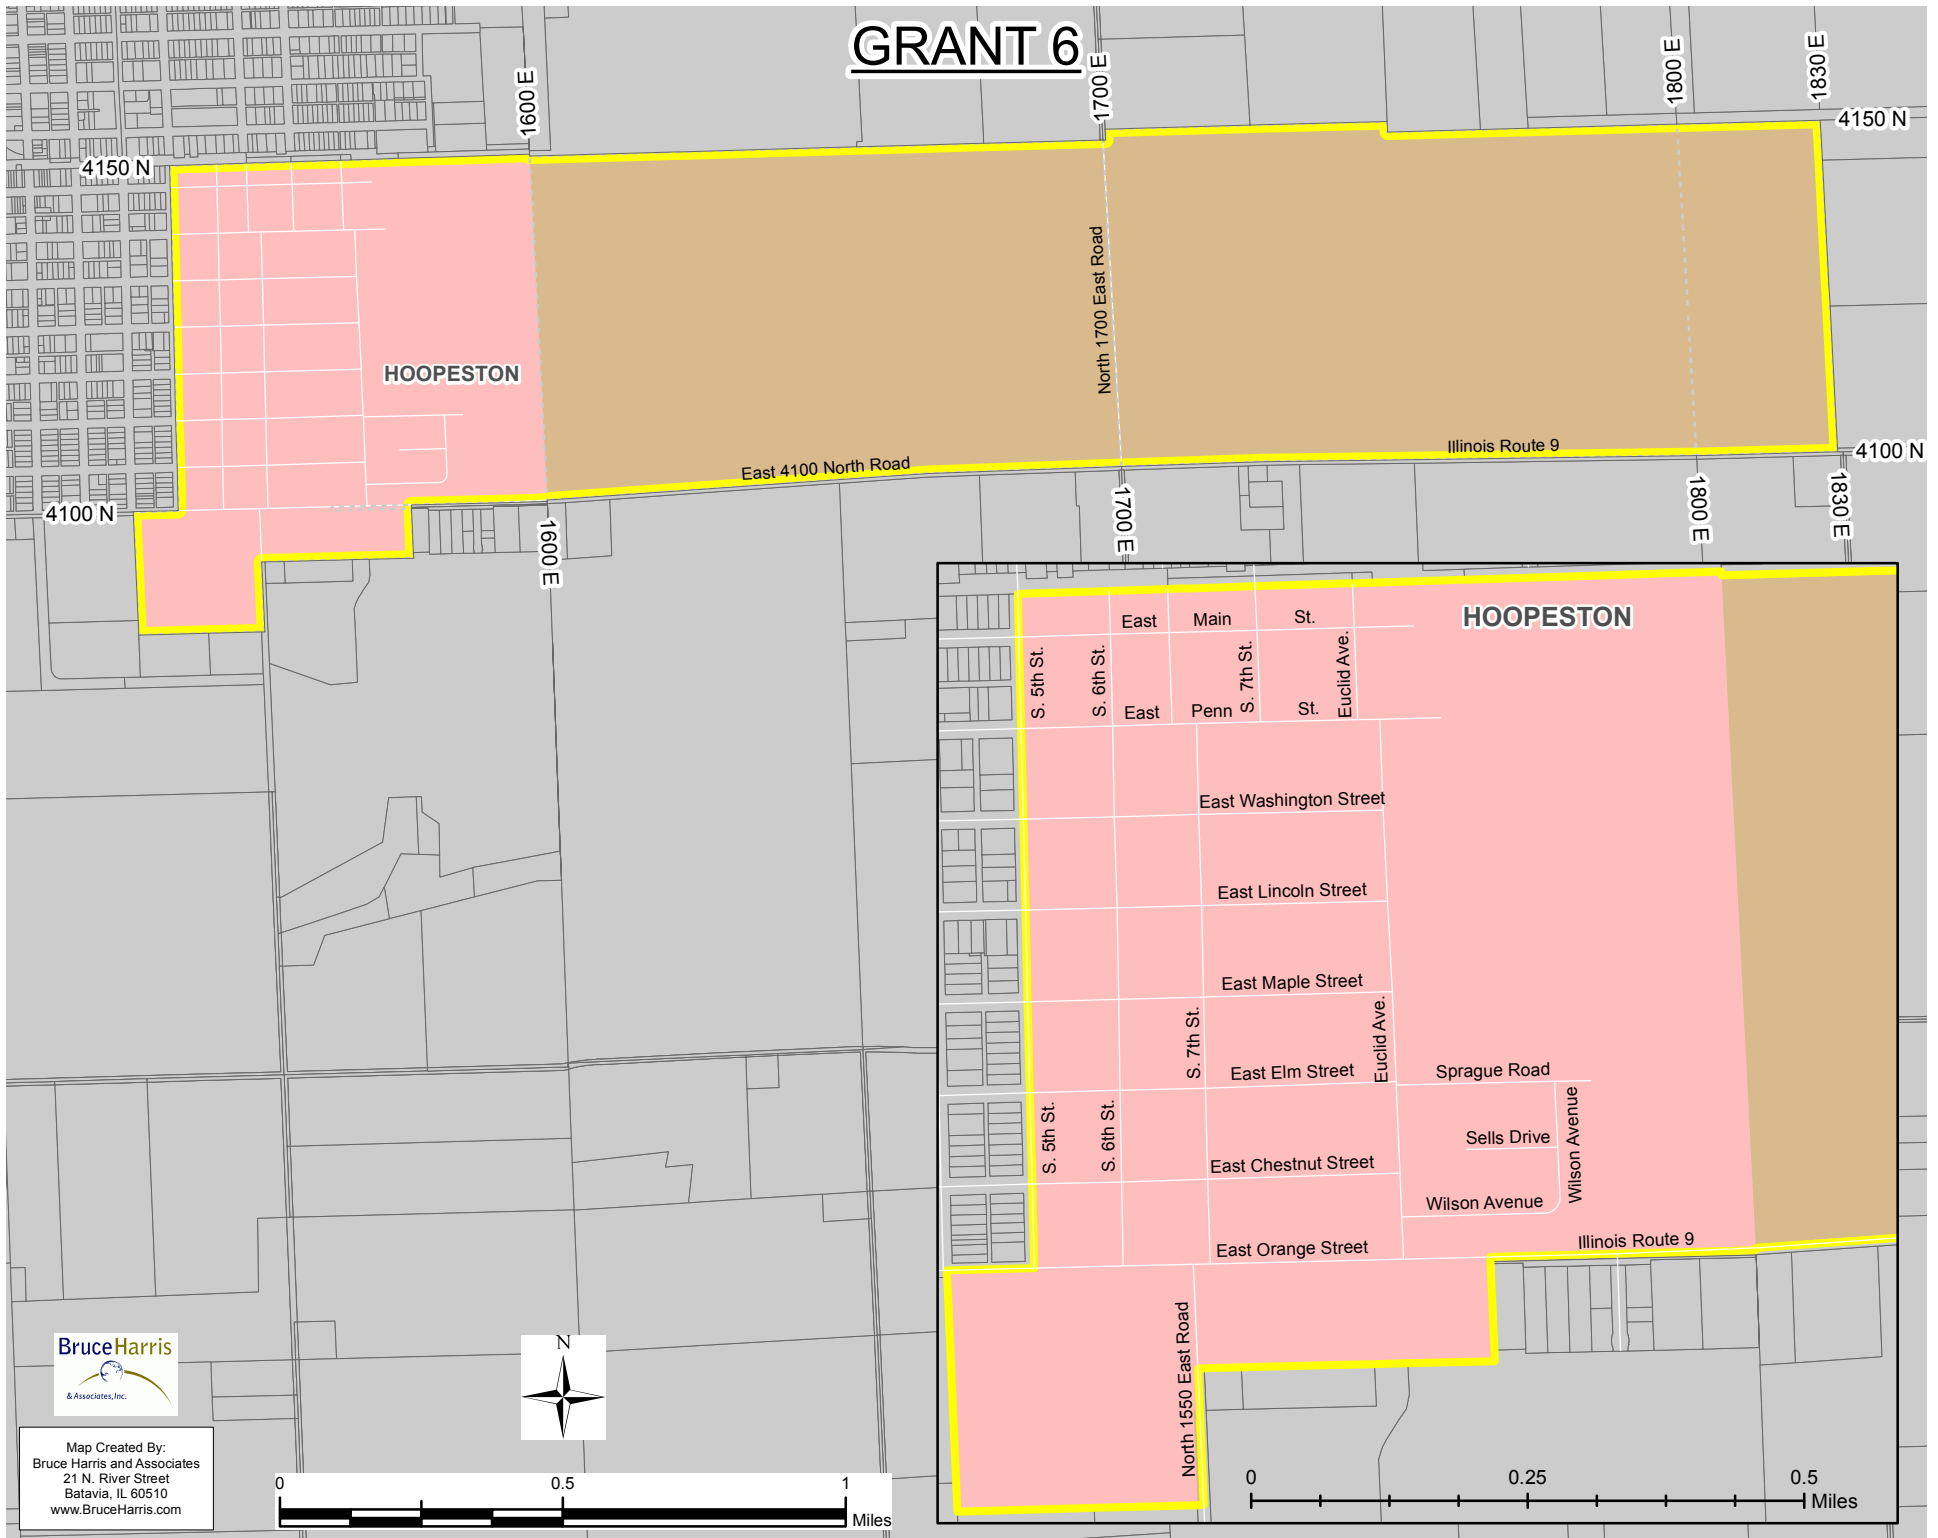 GRANT 6
1600 E
1700 E
1800 E
1830 E
4150 N
4150 N
HOOPESTON
North 1700 East Road
East 4100 North Road
Illinois Route 9
4100 N
4100 N
1600 E
1700 E
1800 E
1830 E
HOOPESTON
East Main St.
S. 5th St.
S. 6th St.
S. 7th St.
Euclid Ave.
East Penn St.
East Washington Street
East Lincoln Street
East Maple Street
S. 7th St.
Euclid Ave.
East Elm Street
Sprague Road
S. 5th St.
S. 6th St.
Sells Drive
Wilson Avenue
East Chestnut Street
Wilson Avenue
East Orange Street
Illinois Route 9
North 1550 East Road
0 0.25 0.5
Miles
BruceHarris
& Associates, Inc.
N
Map Created By:
Bruce Harris and Associates
21 N. River Street
Batavia, IL 60510
www.BruceHarris.com
0 0.5 1
Miles